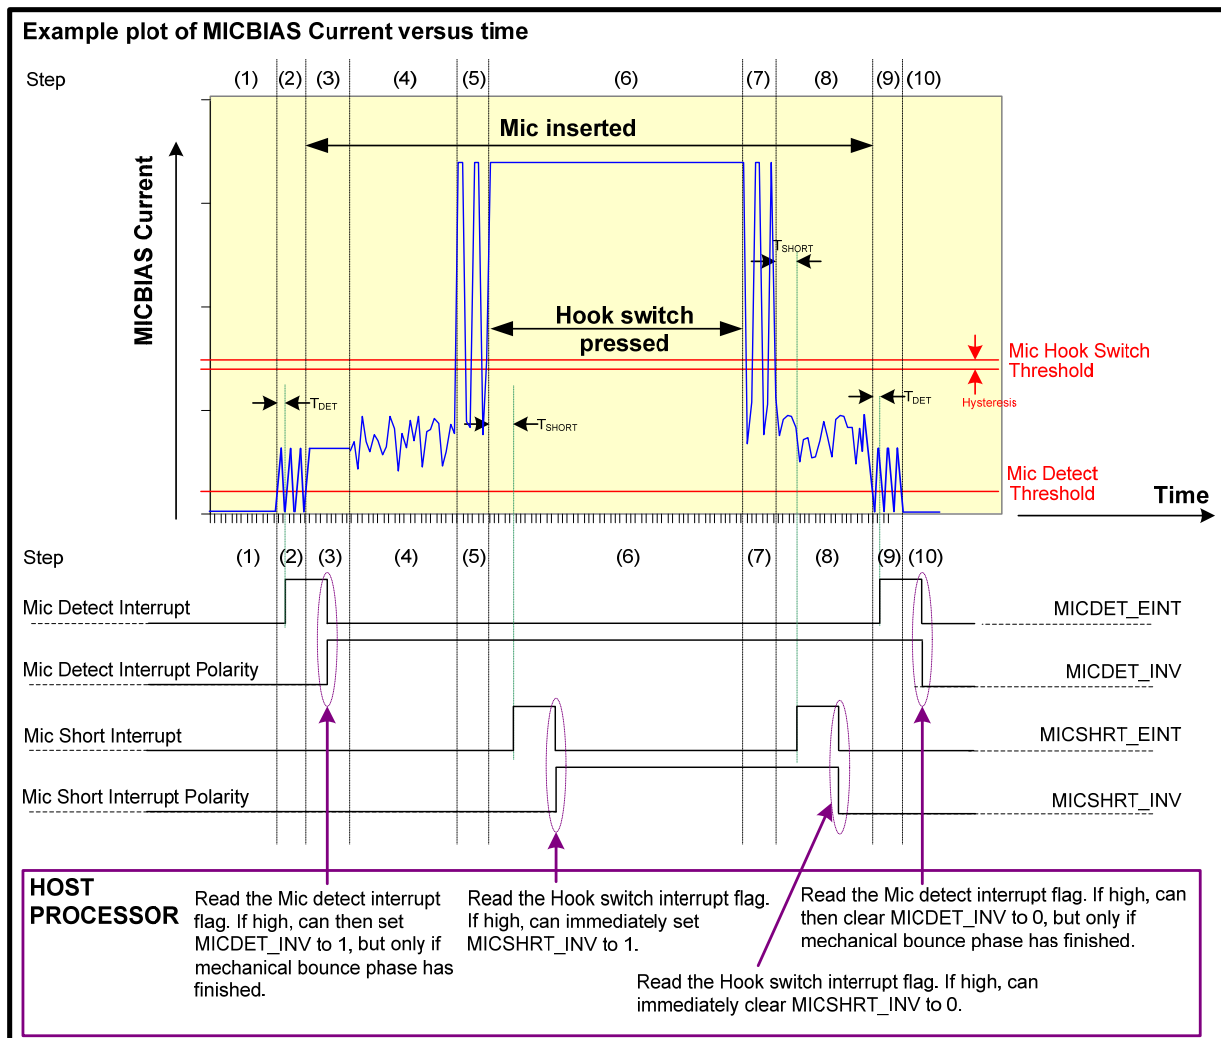 Example plot of MICBIAS Current versus time
Step
(1) (2) (3) (4) (5) (6) (7) (8) (9) (10)
Mic inserted
MICBIAS Current
TSHORT
Hook switch
pressed
Mic Hook Switch
Threshold
Hysteresis
TDET
TDET
TSHORT
Mic Detect
Threshold
Time
Step
(1) (2) (3) (4) (5) (6) (7) (8) (9) (10)
Mic Detect Interrupt
MICDET_EINT
Mic Detect Interrupt Polarity
MICDET_INV
Mic Short Interrupt
MICSHRT_EINT
Mic Short Interrupt Polarity
MICSHRT_INV
HOST
PROCESSOR
Read the Mic detect interrupt
flag. If high, can then set
MICDET_INV to 1, but only if
mechanical bounce phase has
finished.
Read the Hook switch interrupt flag.
If high, can immediately set
MICSHRT_INV to 1.
Read the Mic detect interrupt flag. If high, can
then clear MICDET_INV to 0, but only if
mechanical bounce phase has finished.
Read the Hook switch interrupt flag. If high, can
immediately clear MICSHRT_INV to 0.